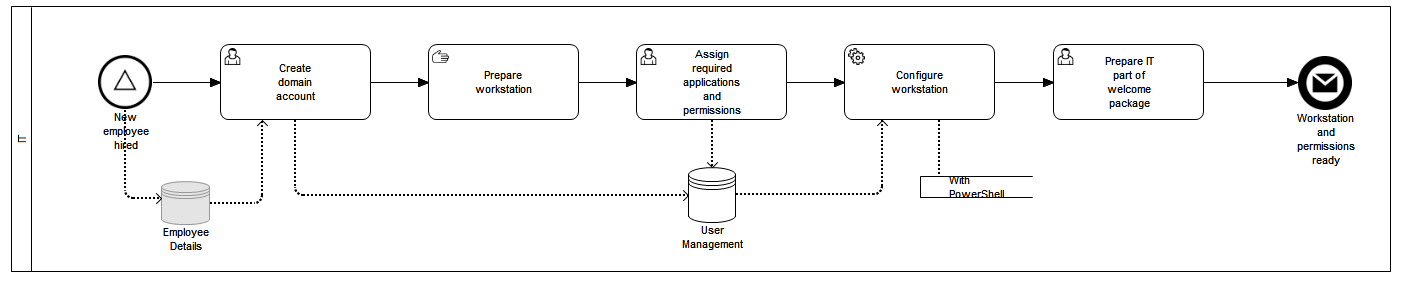 IT
New
employee
hired
Create
domain
account
Prepare
workstation
Assign
required
applications
and
permissions
Configure
workstation
Prepare IT
part of
welcome
package
Workstation
and
permissions
ready
Employee
Details
User
Management
With
PowerShell